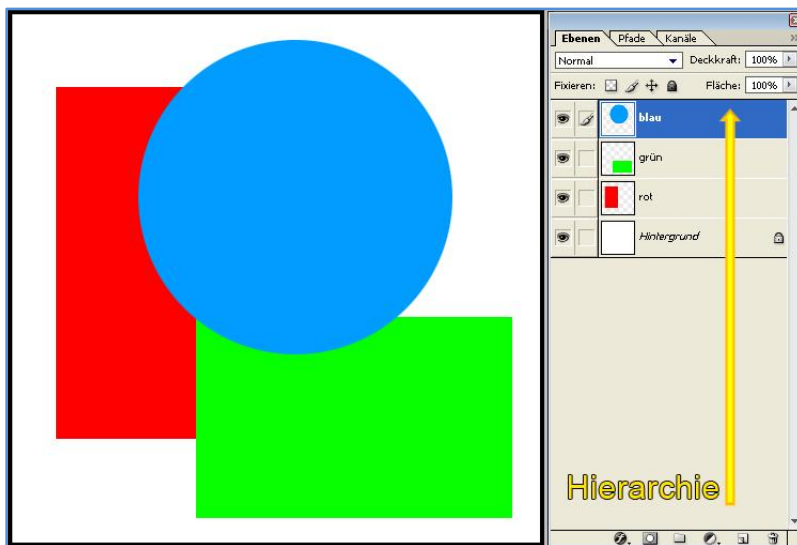 Ebenen Pfade Kanäle
Normal Deckkraft: 100%
Fixieren: Fläche: 100%
blau
grün
rot
Hintergrund
Hierarchie